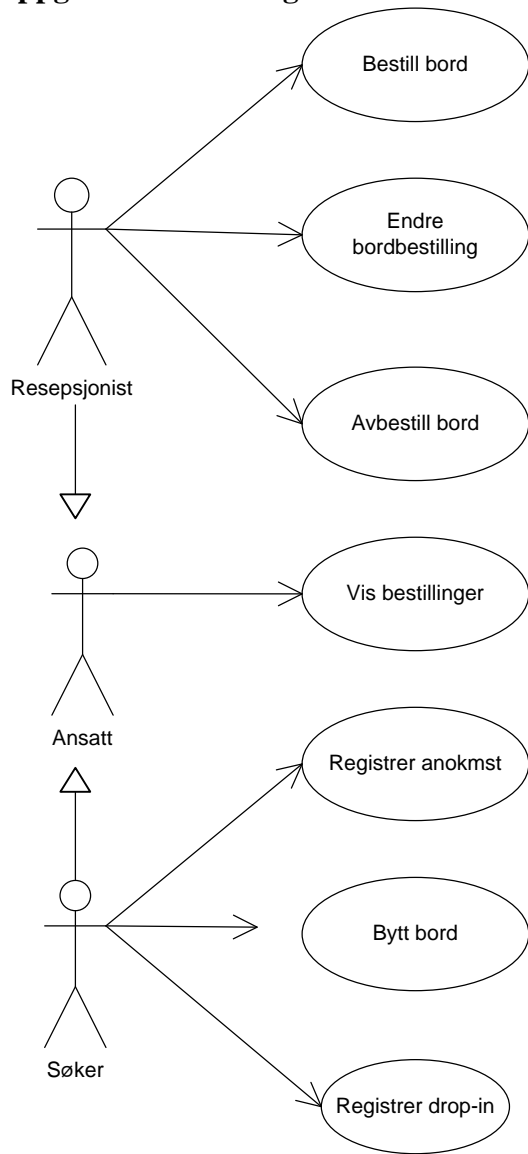 Bestill bord
Endre
bordbestilling
Resepsjonist
Avbestill bord
Vis bestillinger
Ansatt
Registrer anokmst
Bytt bord
Søker
Registrer drop-in